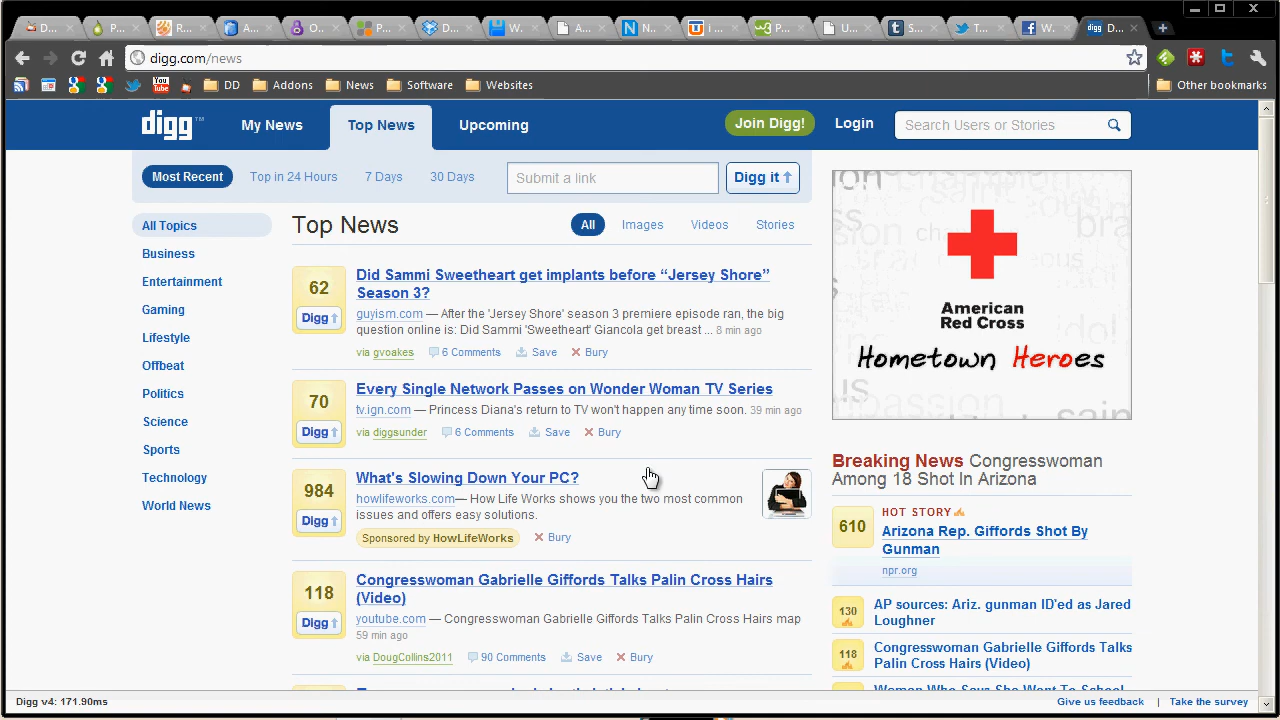 D...
P...
R...
A...
O...
P...
D...
W...
A...
N...
I ...
P...
U...
S...
T...
W...
digg D...
digg.com/news
DD
Addons
News
Software
Websites
Other bookmarks
digg™
My News
Top News
Upcoming
Join Digg!
Login
Search Users or Stories
Most Recent
Top in 24 Hours
7 Days
30 Days
Submit a link
Digg it
All Topics
Business
Entertainment
Gaming
Lifestyle
Offbeat
Politics
Science
Sports
Technology
World News
Top News
All
Images
Videos
Stories
62
Digg
Did Sammi Sweetheart get implants before “Jersey Shore”
Season 3?
guyism.com — After the 'Jersey Shore' season 3 premiere episode ran, the big
question online is: Did Sammi 'Sweetheart' Giancola get breast ... 8 min ago
via gvoakes 6 Comments Save Bury
70
Digg
Every Single Network Passes on Wonder Woman TV Series
tv.ign.com — Princess Diana's return to TV won't happen any time soon. 39 min ago
via diggsunder 6 Comments Save Bury
984
Digg
What's Slowing Down Your PC?
howlifeworks.com— How Life Works shows you the two most common
issues and offers easy solutions.
Sponsored by HowLifeWorks Bury
118
Digg
Congresswoman Gabrielle Giffords Talks Palin Cross Hairs
(Video)
youtube.com — Congresswoman Gabrielle Giffords Talks Palin Cross Hairs map
59 min ago
via DougCollins2011 90 Comments Save Bury
American
Red Cross
Hometown Heroes
Breaking News Congresswoman
Among 18 Shot In Arizona
610
HOT STORY
Arizona Rep. Giffords Shot By
Gunman
npr.org
130
AP sources: Ariz. gunman ID'ed as Jared
Loughner
118
Congresswoman Gabrielle Giffords Talks
Palin Cross Hairs (Video)
Woman Who Says She Went To School
Digg v4: 171.90ms
Give us feedback | Take the survey